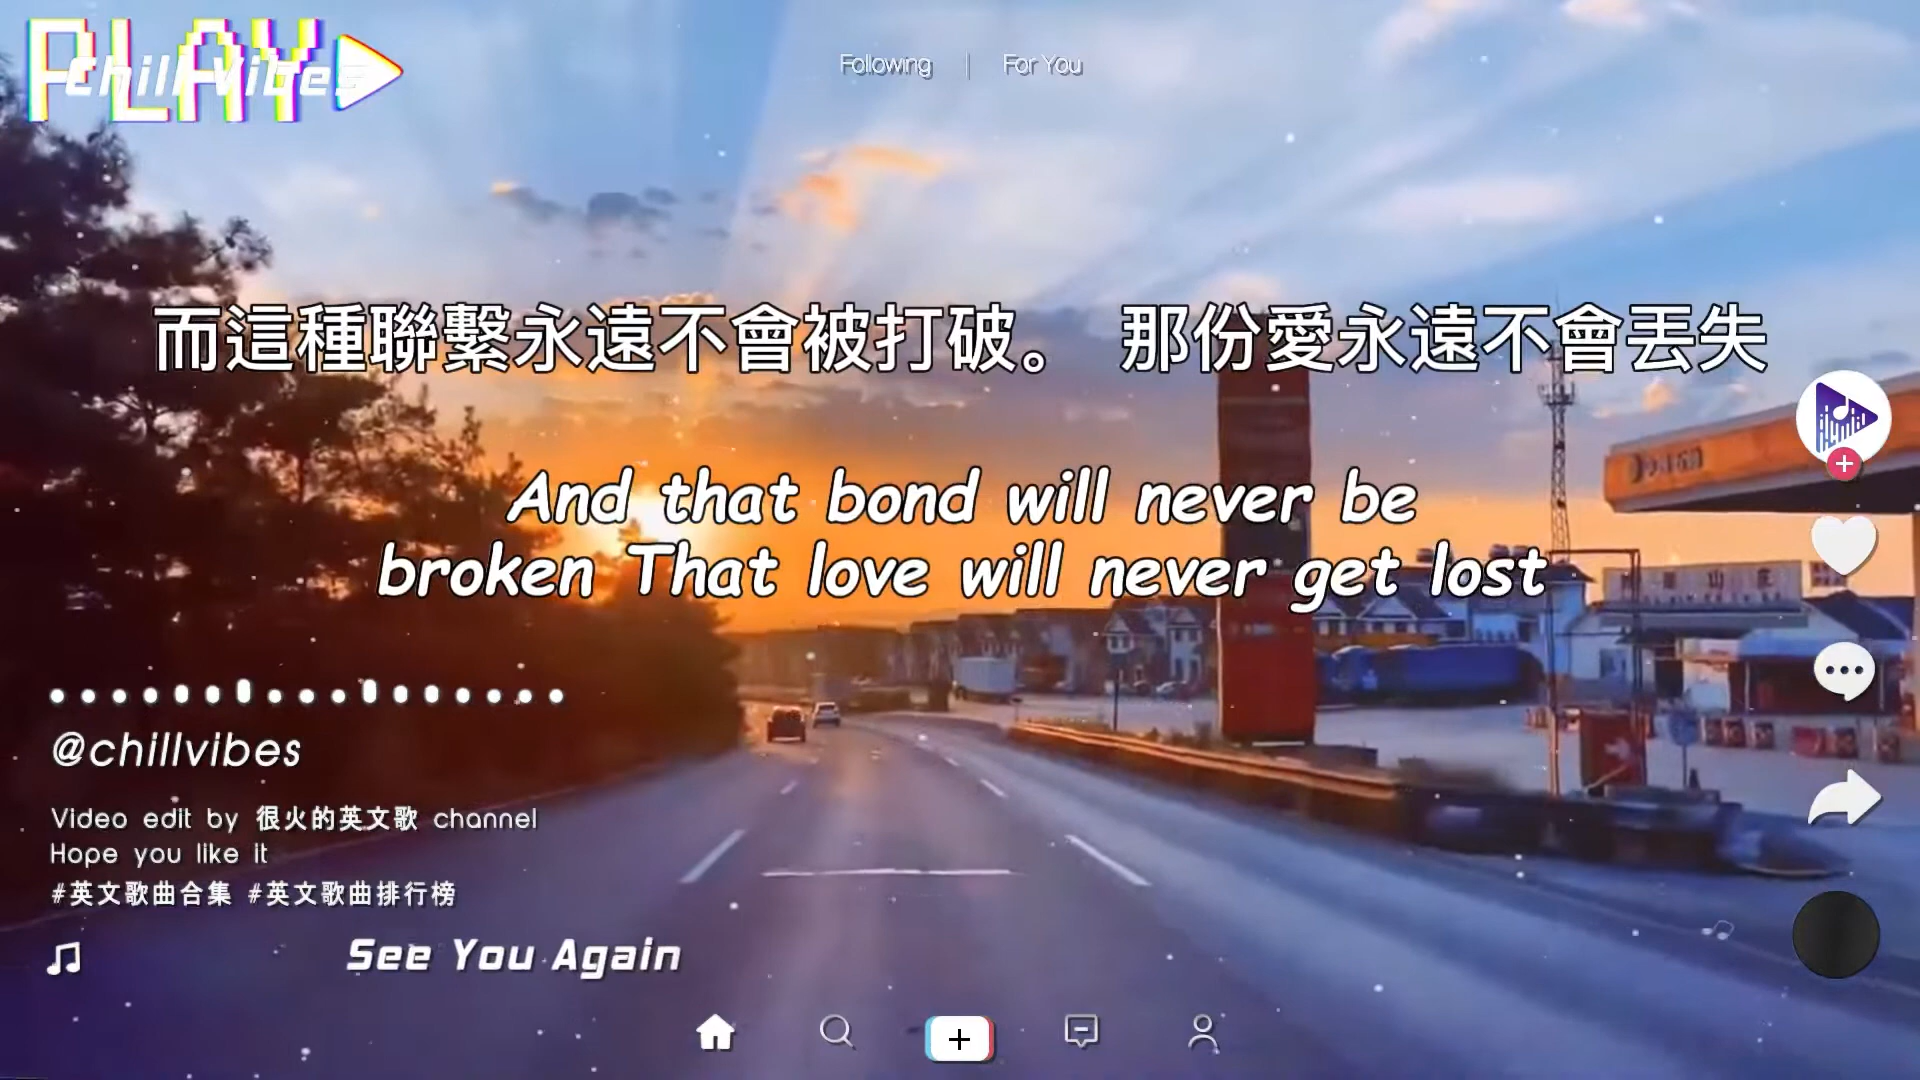 PLAY
Chill Vibes
Following | For You
而這種聯繫永遠不會被打破。 那份愛永遠不會丟失
And that bond will never be
broken That love will never get lost
@chillvibes
Video edit by 很火的英文歌 channel
Hope you like it
#英文歌曲合集 #英文歌曲排行榜
See You Again